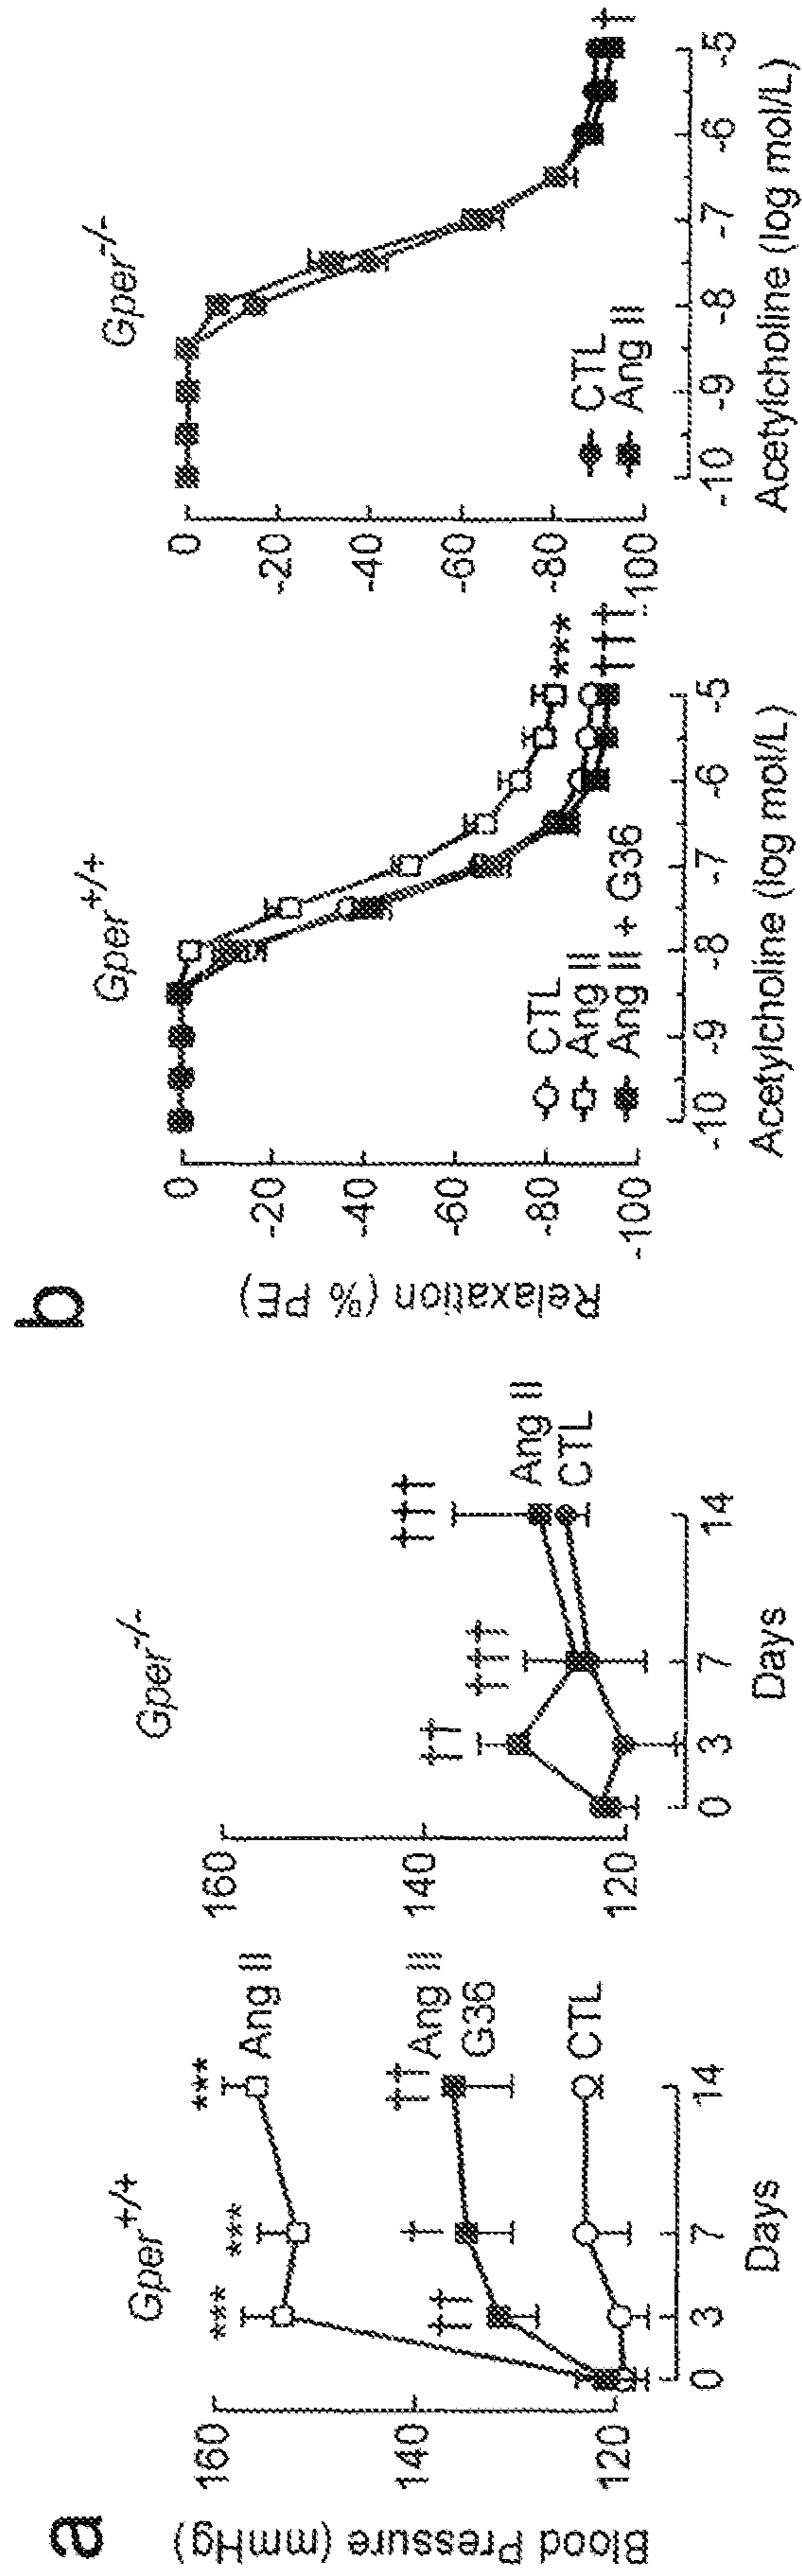 a
Gper+/+
Blood Pressure (mmHg)
160
140
120
***
***
***
Ang II
††
†
††
Ang II
G36
CTL
0 3 7 14
Days
Gper-/-
160
140
120
††
†††
†††
Ang II
CTL
0 3 7 14
Days
b
Gper+/+
Relaxation (% PE)
0
-20
-40
-60
-80
-100
CTL
Ang II
Ang II + G36
***
†††
-10 -9 -8 -7 -6 -5
Acetylcholine (log mol/L)
Gper-/-
0
-20
-40
-60
-80
-100
CTL
Ang II
†
-10 -9 -8 -7 -6 -5
Acetylcholine (log mol/L)